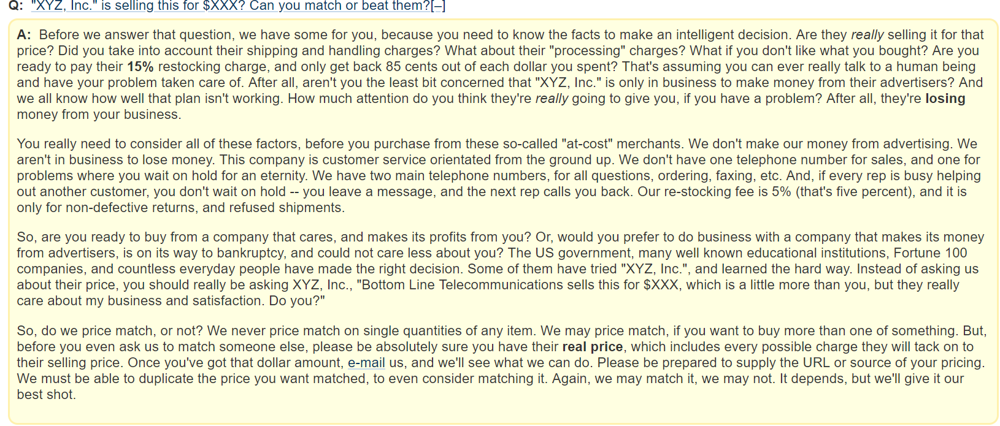 Q: "XYZ, Inc." is selling this for $XXX? Can you match or beat them?[–]
A: Before we answer that question, we have some for you, because you need to know the facts to make an intelligent decision. Are they really selling it for that
price? Did you take into account their shipping and handling charges? What about their "processing" charges? What if you don't like what you bought? Are you
ready to pay their 15% restocking charge, and only get back 85 cents out of each dollar you spent? That's assuming you can ever really talk to a human being
and have your problem taken care of. After all, aren't you the least bit concerned that "XYZ, Inc." is only in business to make money from their advertisers? And
we all know how well that plan isn't working. How much attention do you think they're really going to give you, if you have a problem? After all, they're losing
money from your business.
You really need to consider all of these factors, before you purchase from these so-called "at-cost" merchants. We don't make our money from advertising. We
aren't in business to lose money. This company is customer service orientated from the ground up. We don't have one telephone number for sales, and one for
problems where you wait on hold for an eternity. We have two main telephone numbers, for all questions, ordering, faxing, etc. And, if every rep is busy helping
out another customer, you don't wait on hold -- you leave a message, and the next rep calls you back. Our re-stocking fee is 5% (that's five percent), and it is
only for non-defective returns, and refused shipments.
So, are you ready to buy from a company that cares, and makes its profits from you? Or, would you prefer to do business with a company that makes its money
from advertisers, is on its way to bankruptcy, and could not care less about you? The US government, many well known educational institutions, Fortune 100
companies, and countless everyday people have made the right decision. Some of them have tried "XYZ, Inc.", and learned the hard way. Instead of asking us
about their price, you should really be asking XYZ, Inc., "Bottom Line Telecommunications sells this for $XXX, which is a little more than you, but they really
care about my business and satisfaction. Do you?"
So, do we price match, or not? We never price match on single quantities of any item. We may price match, if you want to buy more than one of something. But,
before you even ask us to match someone else, please be absolutely sure you have their real price, which includes every possible charge they will tack on to
their selling price. Once you've got that dollar amount, e-mail us, and we'll see what we can do. Please be prepared to supply the URL or source of your pricing.
We must be able to duplicate the price you want matched, to even consider matching it. Again, we may match it, we may not. It depends, but we'll give it our
best shot.